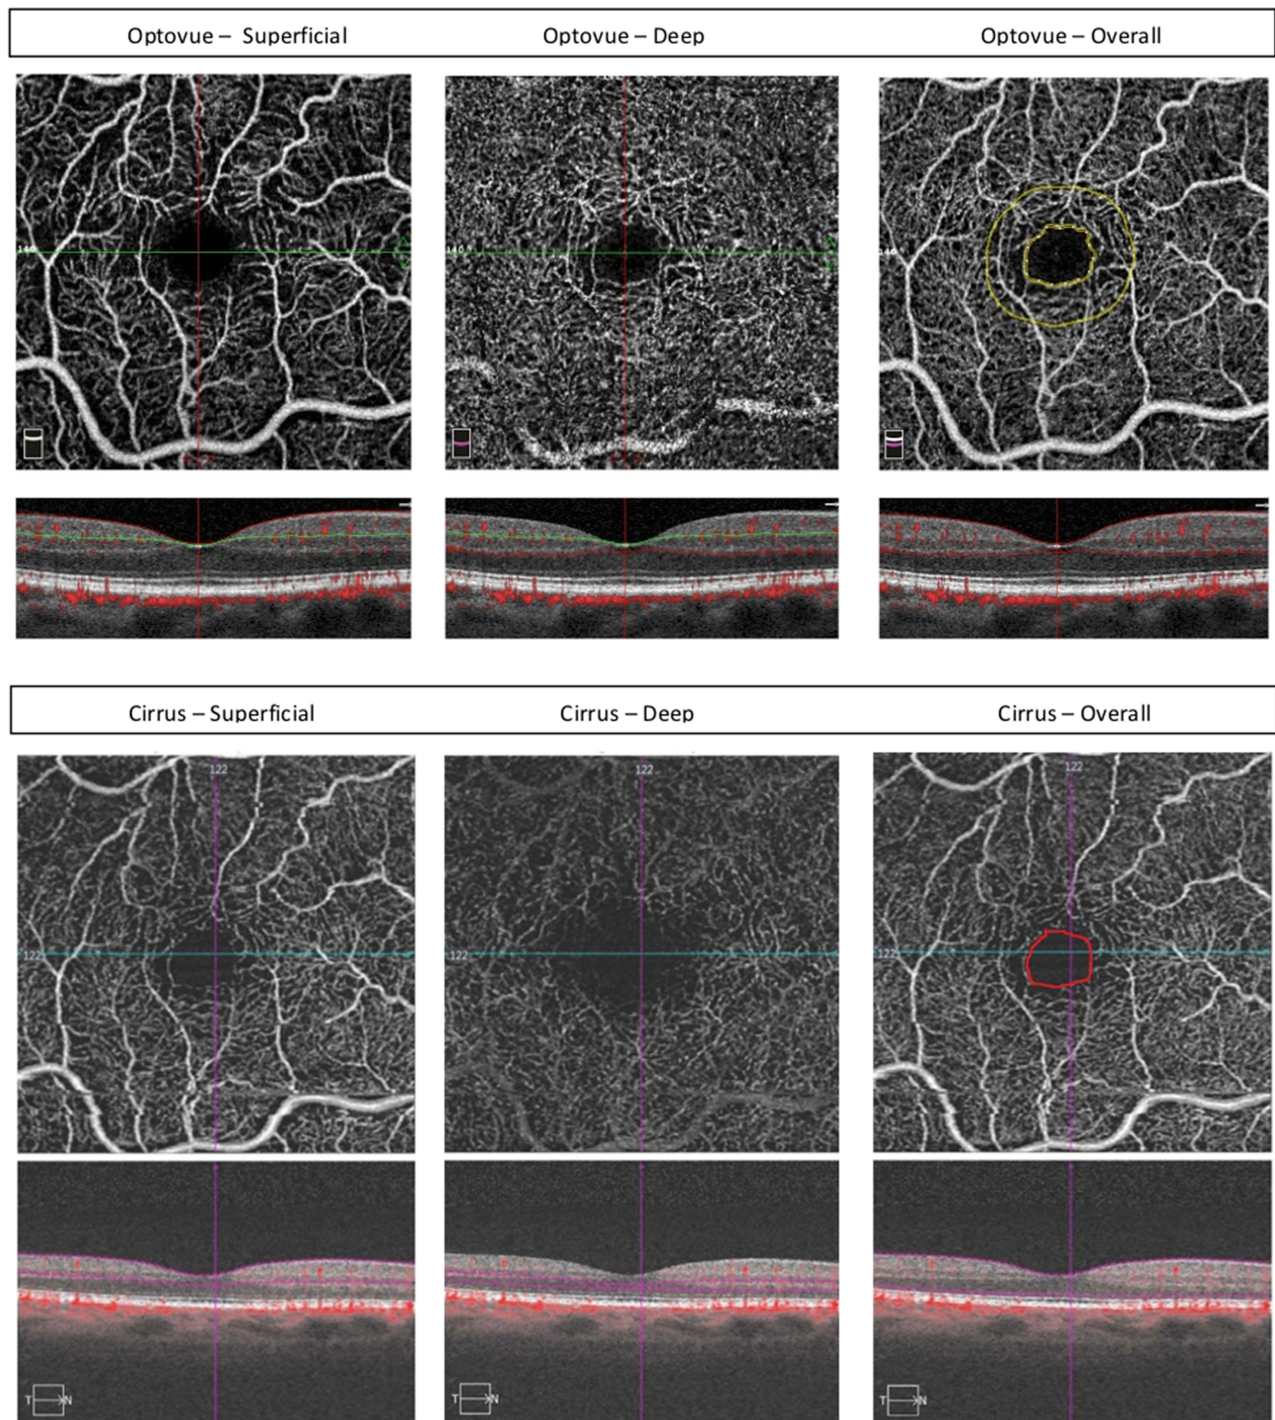 Optovue – Superficial
Optovue – Deep
Optovue – Overall
Cirrus – Superficial
Cirrus – Deep
Cirrus – Overall
122
122
122
122
122
122
T N
T N
T N